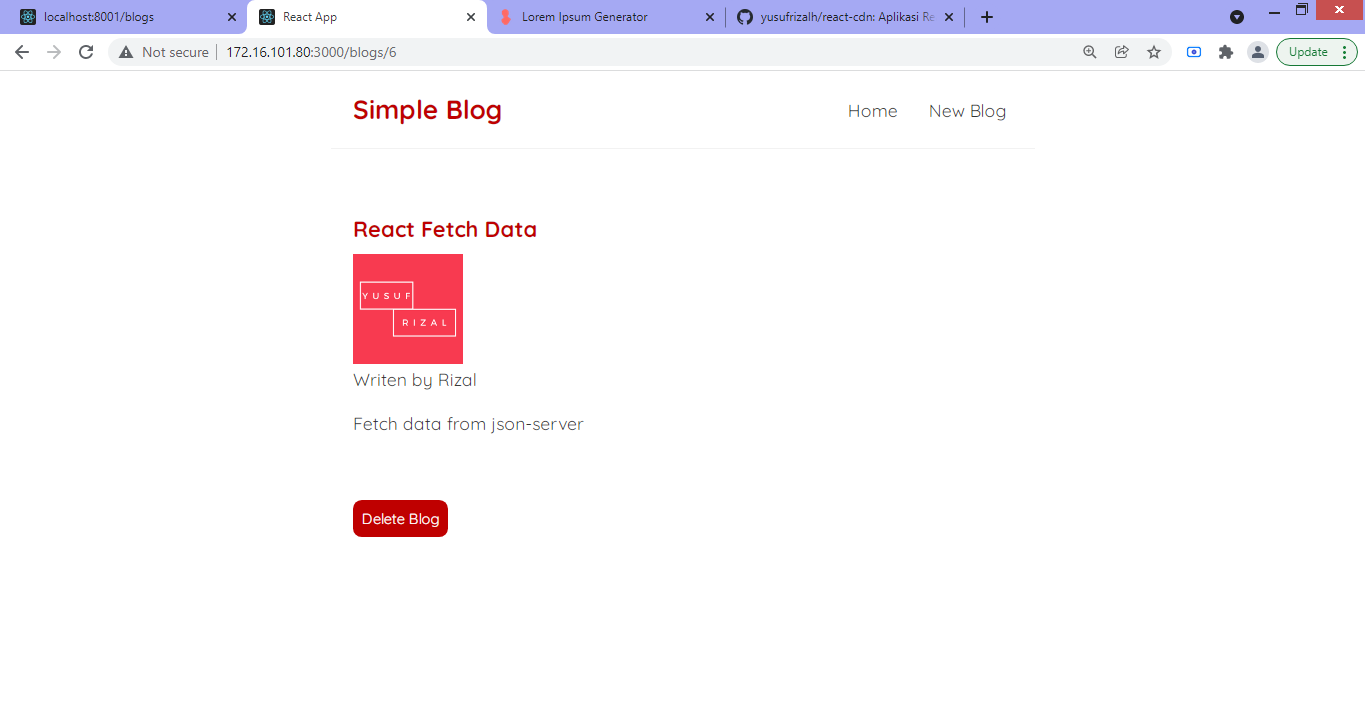 localhost:8001/blogs React App Lorem Ipsum Generator yusufrizalh/react-cdn: Aplikasi Re
Not secure 172.16.101.80:3000/blogs/6 Update
Simple Blog Home New Blog
React Fetch Data
YUSUF
RIZAL
Writen by Rizal
Fetch data from json-server
Delete Blog